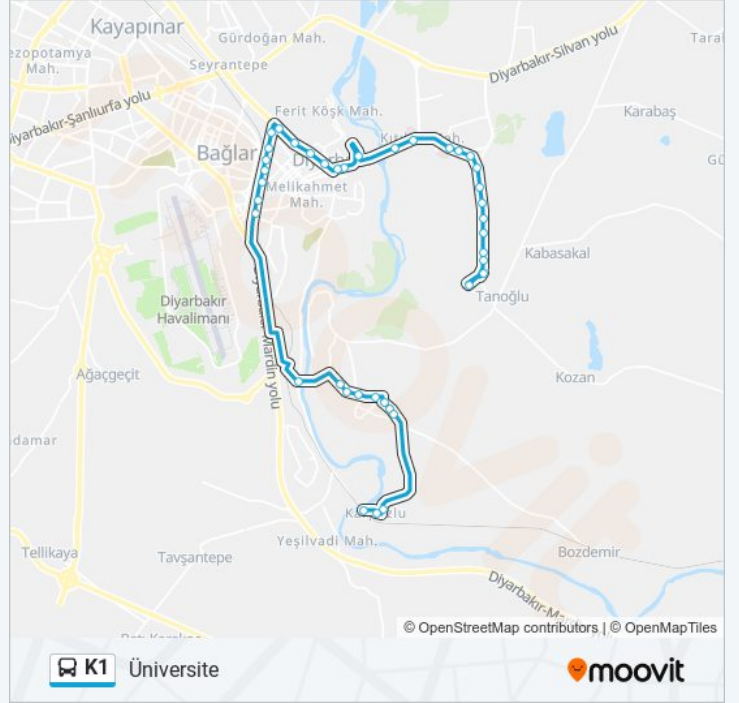 Kayapınar
Gürdoğan Mah.
Diyarbakır-Silvan yolu
ezopotamya
Mah.
Seyrantepe
Diyarbakır-Şanlıurfa yolu
Ferit Köşk Mah.
Karabaş
Bağlar
Melikahmet
Mah.
Kabasakal
Tanoğlu
Diyarbakır
Havalimanı
Mardin yolu
Ağaçgeçit
Kozan
Yeşilvadi Mah.
Tellikaya
Tavşantepe
Bozdemir
© OpenStreetMap contributors | © OpenMapTiles
K1 Üniversite
moovit